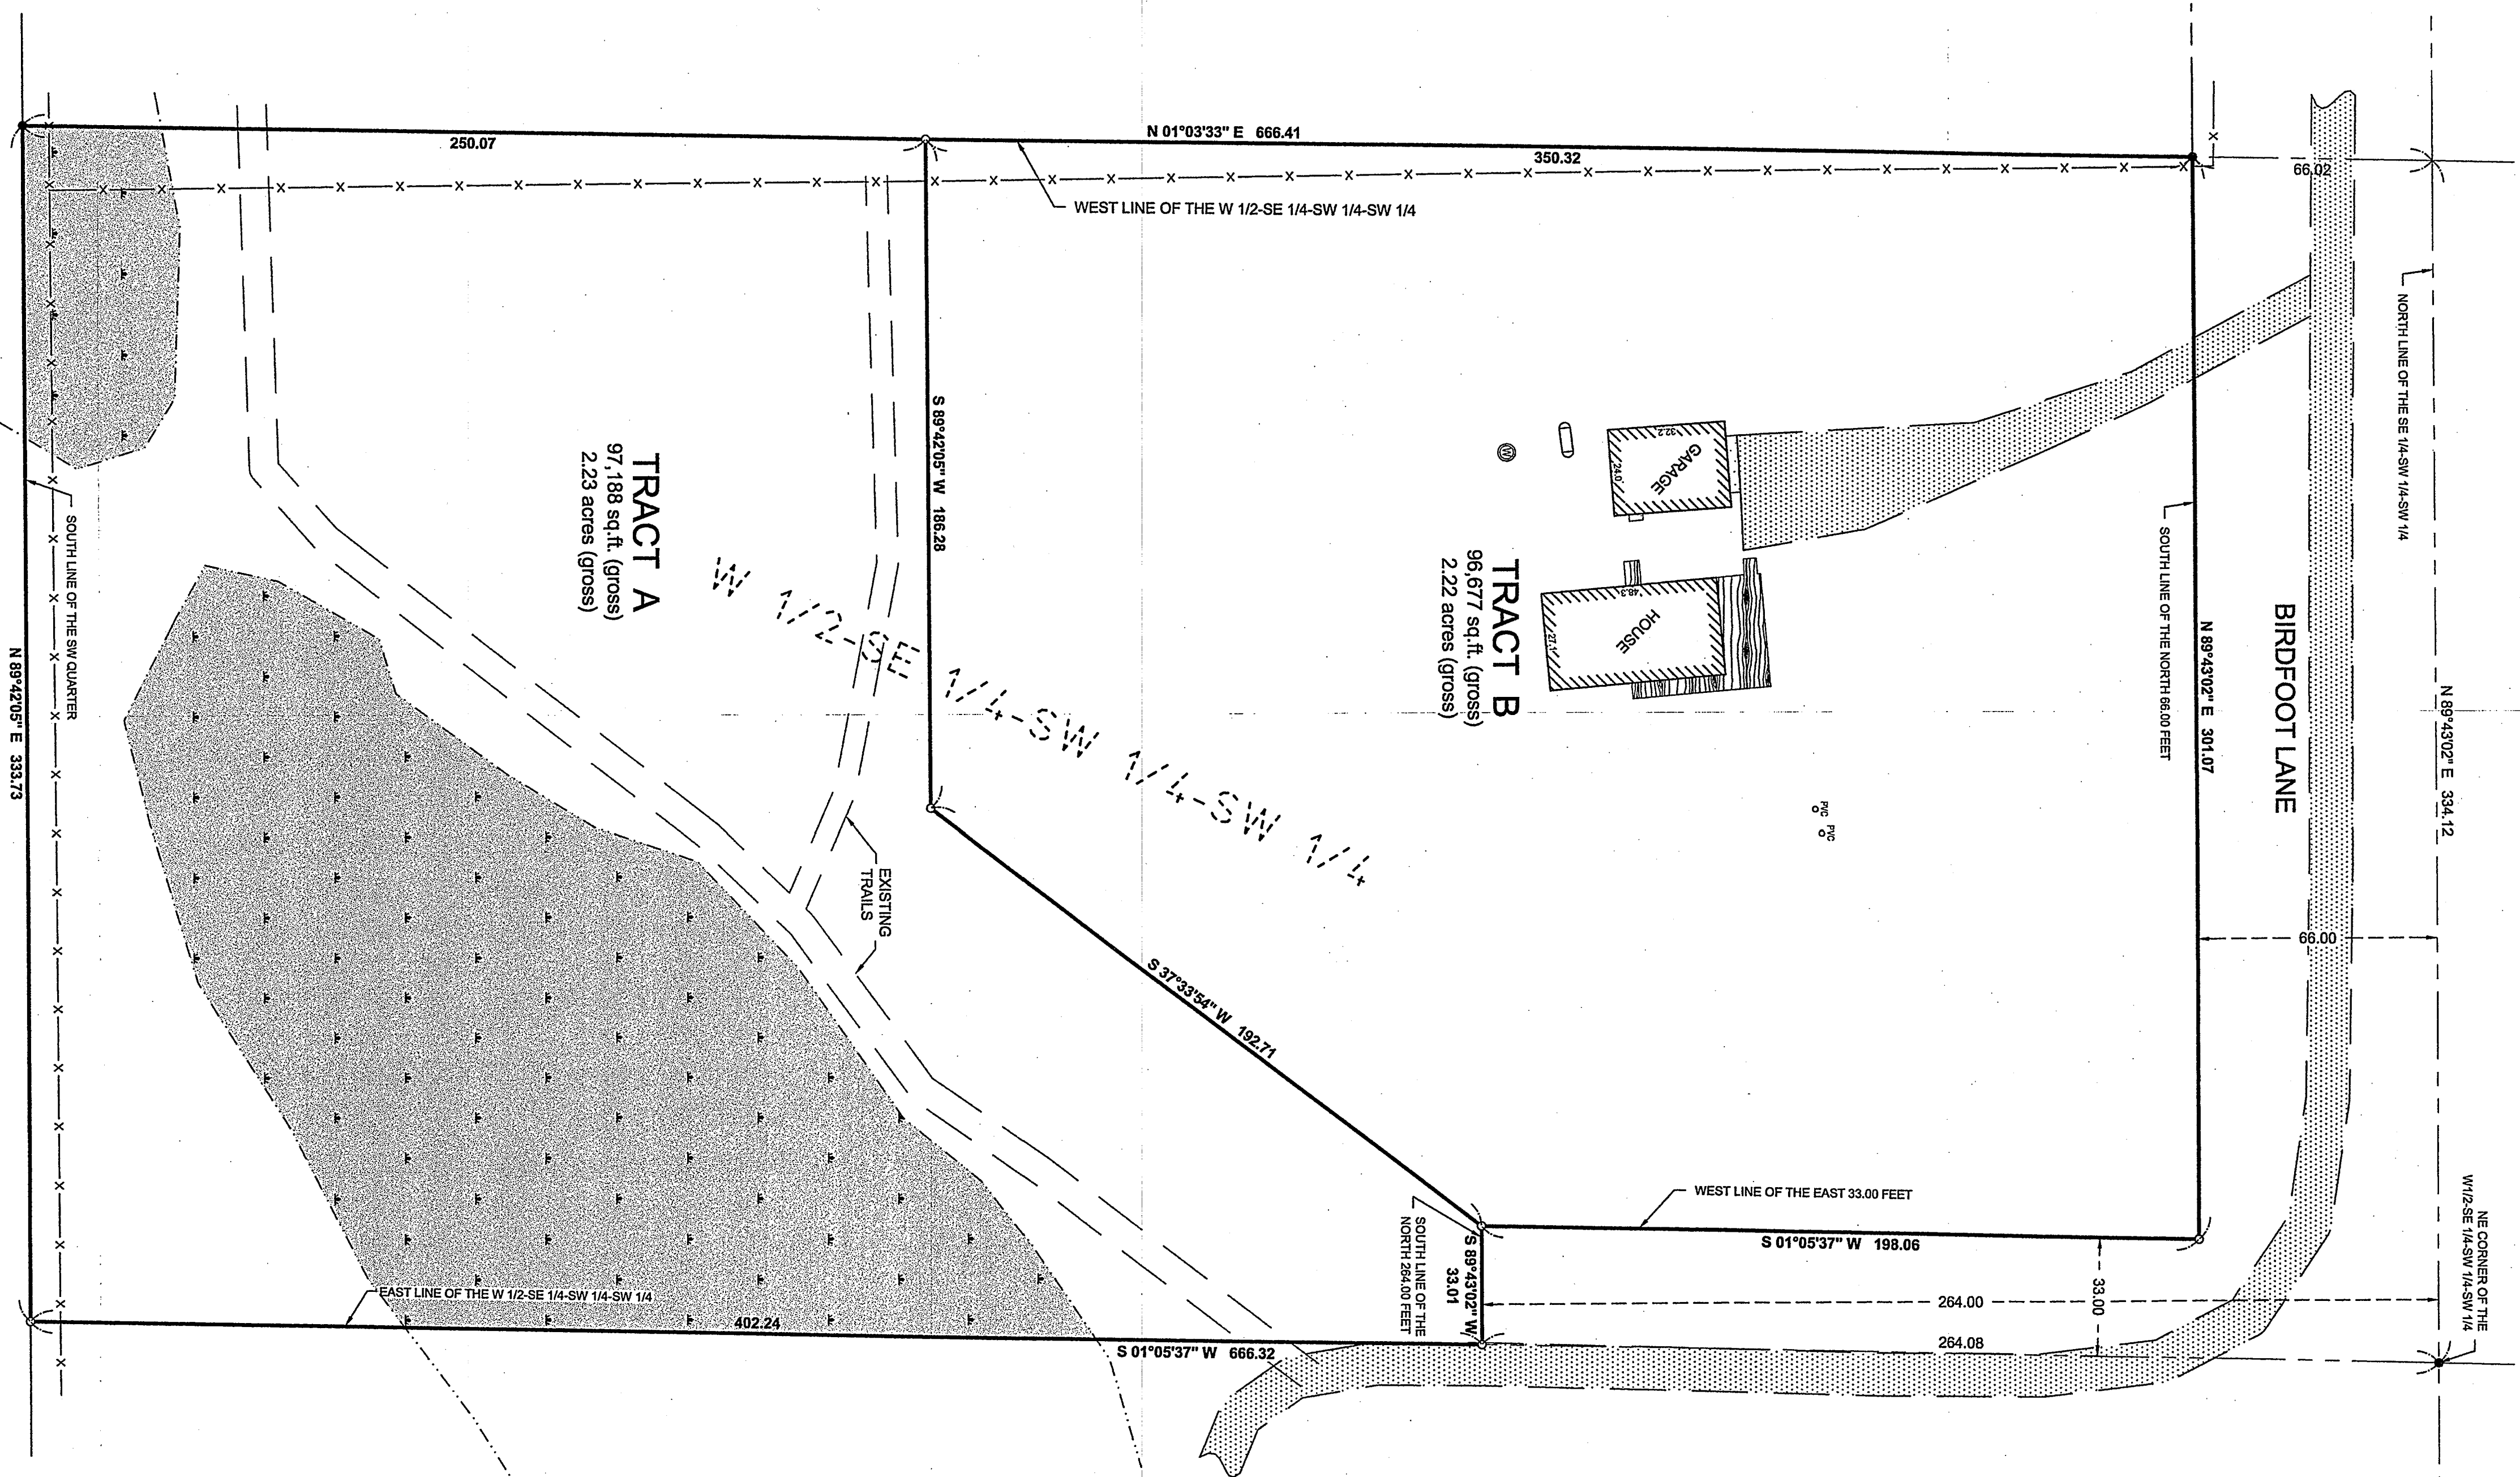 N 01°03'33" E 666.41
250.07
350.32
66.02
WEST LINE OF THE W 1/2-SE 1/4-SW 1/4-SW 1/4
NORTH LINE OF THE SE 1/4-SW 1/4-SW 1/4
N 89°43'02" E 334.12
BIRDFOOT LANE
SOUTH LINE OF THE NORTH 66.00 FEET
N 89°43'02" E 301.07
66.00
GARAGE
32.2
24.0
W
HOUSE
48.3
27.1
PVC
PVC
TRACT B
96,677 sq.ft. (gross)
2.22 acres (gross)
S 89°42'05" W 186.28
TRACT A
97,188 sq.ft. (gross)
2.23 acres (gross)
W 1/2-SE 1/4-SW 1/4-SW 1/4
EXISTING
TRAILS
S 37°33'54" W 192.71
SOUTH LINE OF THE SW QUARTER
N 89°42'05" E 333.73
WEST LINE OF THE EAST 33.00 FEET
S 01°05'37" W 198.06
SOUTH LINE OF THE
NORTH 264.00 FEET
S 89°43'02" W
33.01
33.00
264.00
264.08
NE CORNER OF THE
W1/2-SE 1/4-SW 1/4-SW 1/4
EAST LINE OF THE W 1/2-SE 1/4-SW 1/4-SW 1/4
402.24
S 01°05'37" W 666.32